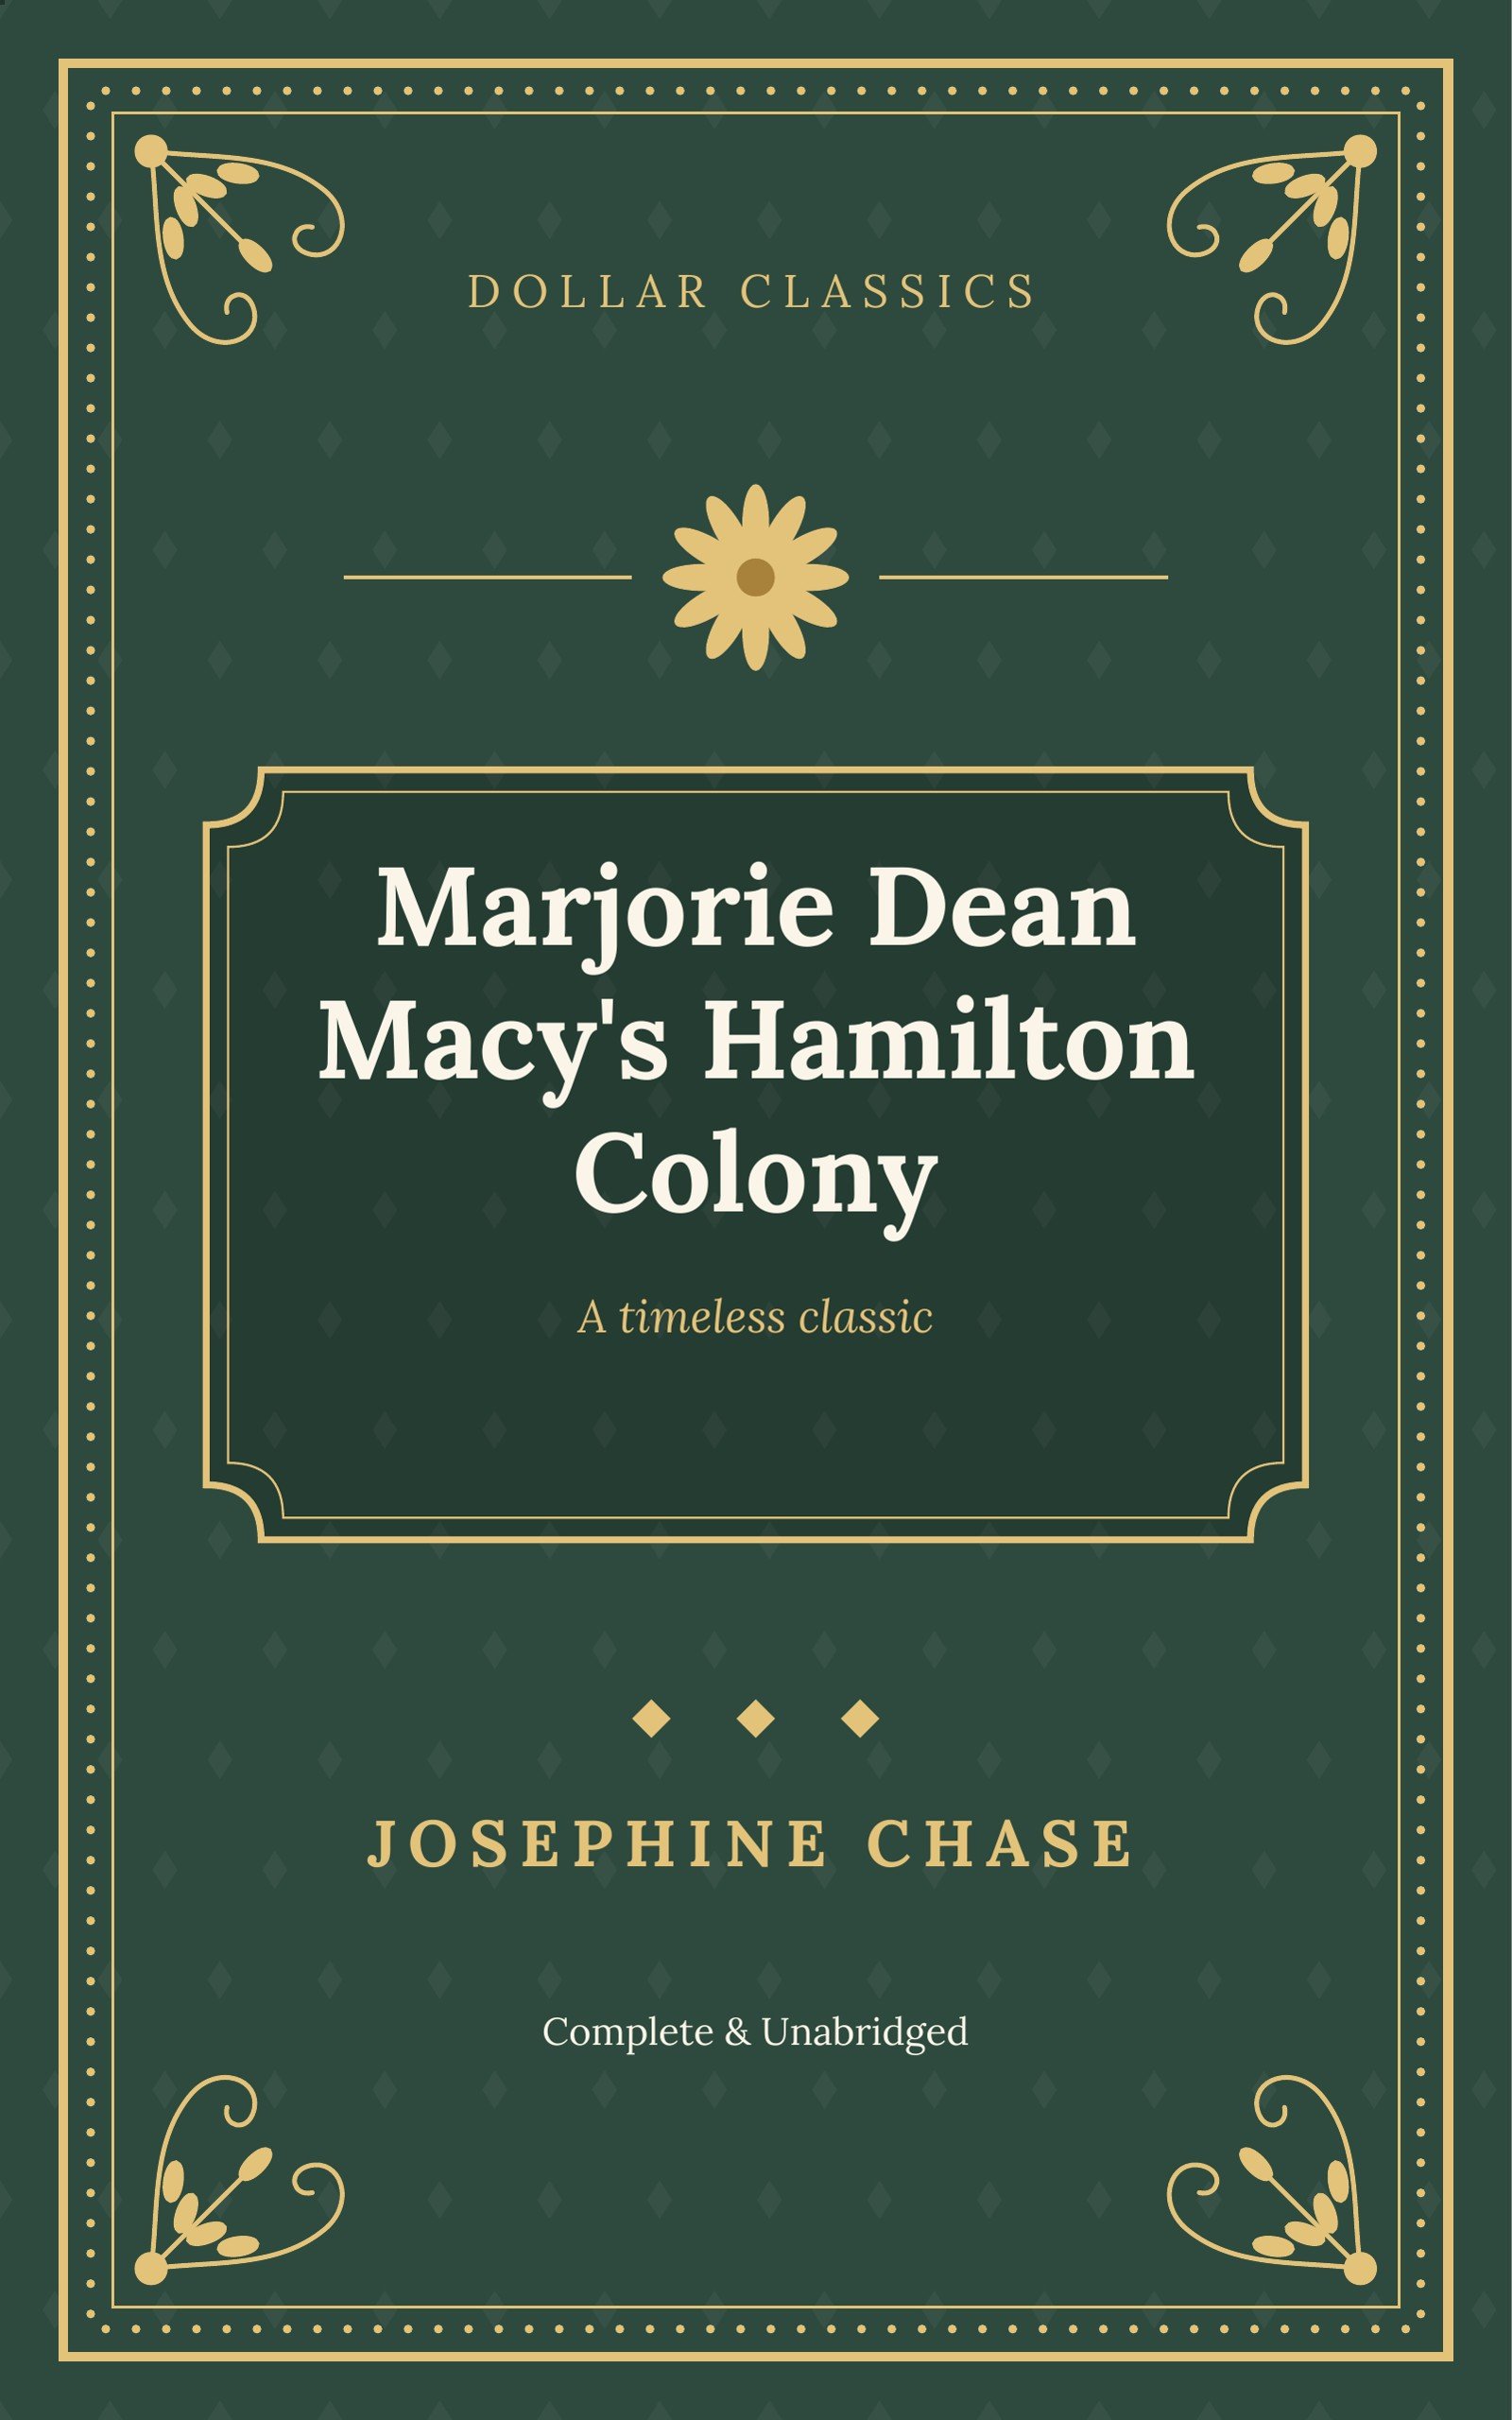 DOLLAR CLASSICS
Marjorie Dean
Macy's Hamilton
Colony
A timeless classic
JOSEPHINE CHASE
Complete & Unabridged